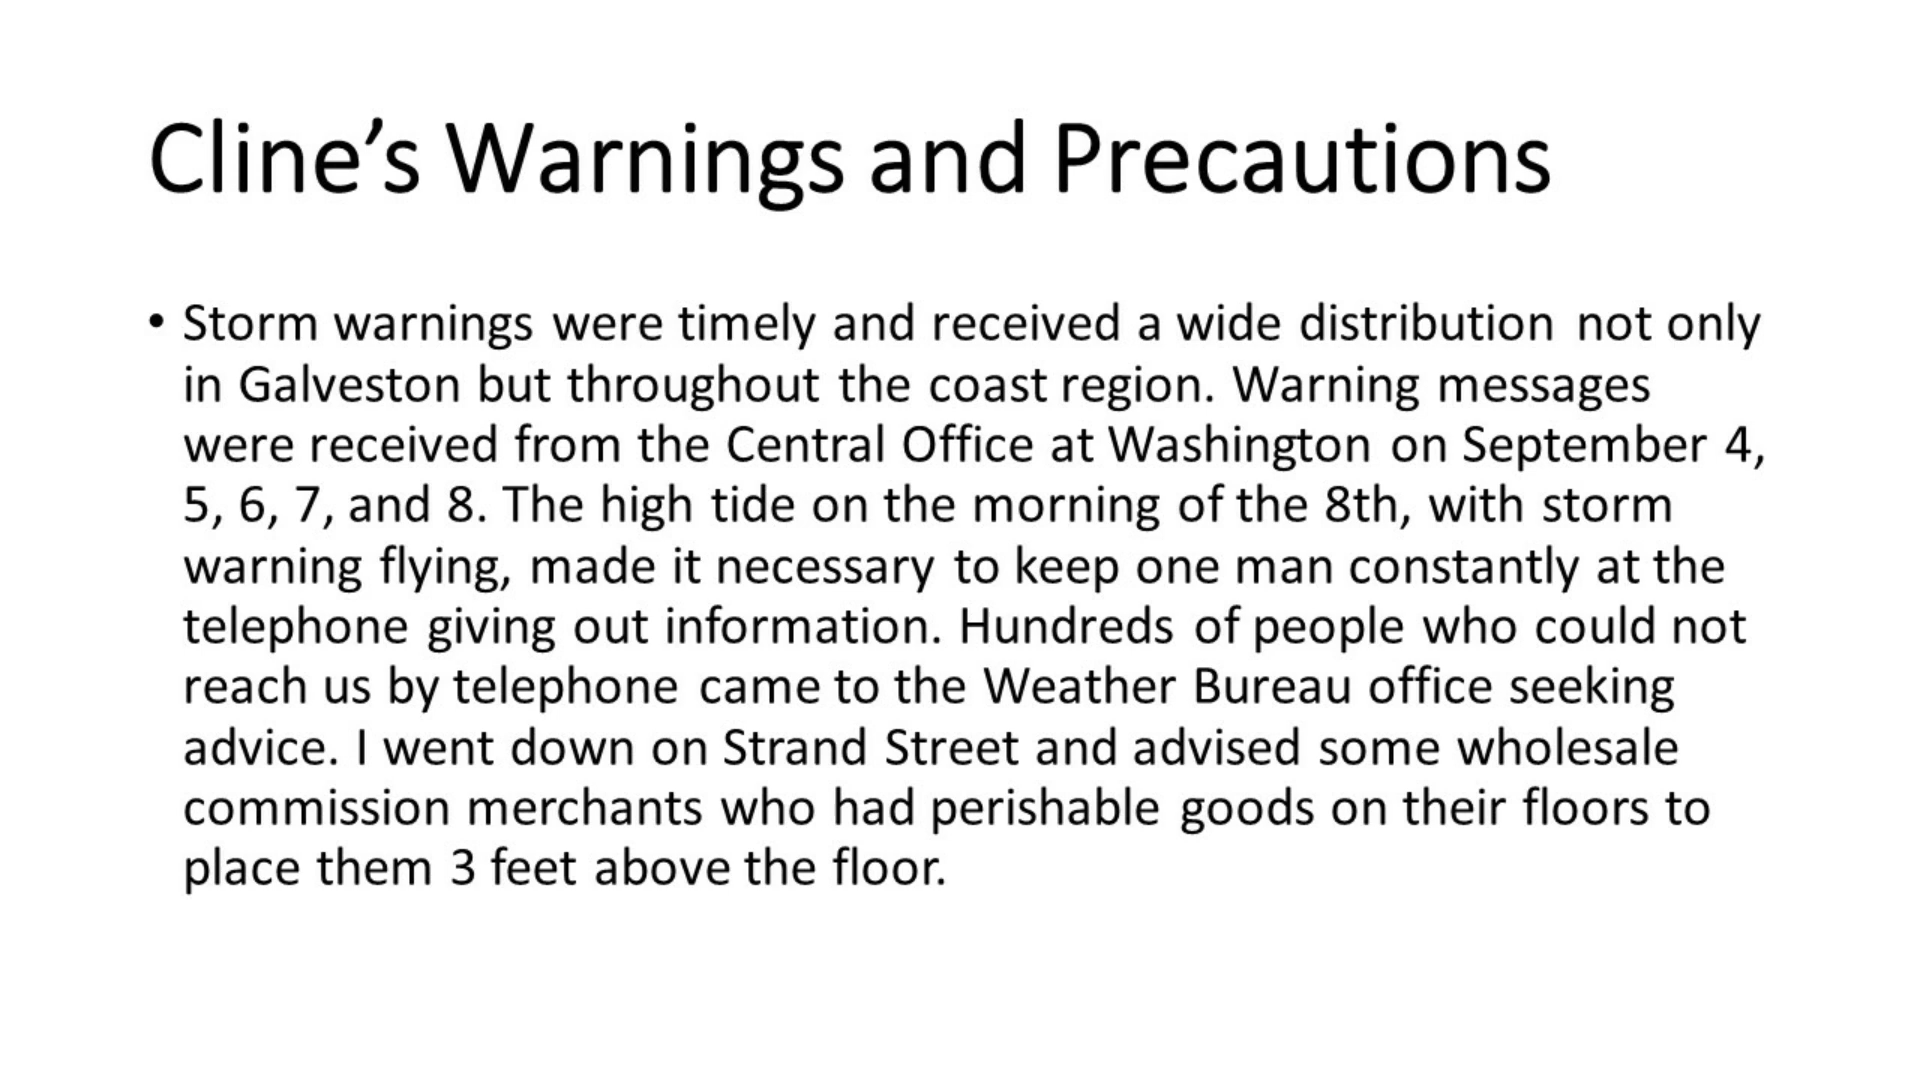 Cline’s Warnings and Precautions
• Storm warnings were timely and received a wide distribution not only
in Galveston but throughout the coast region. Warning messages
were received from the Central Office at Washington on September 4,
5, 6, 7, and 8. The high tide on the morning of the 8th, with storm
warning flying, made it necessary to keep one man constantly at the
telephone giving out information. Hundreds of people who could not
reach us by telephone came to the Weather Bureau office seeking
advice. I went down on Strand Street and advised some wholesale
commission merchants who had perishable goods on their floors to
place them 3 feet above the floor.